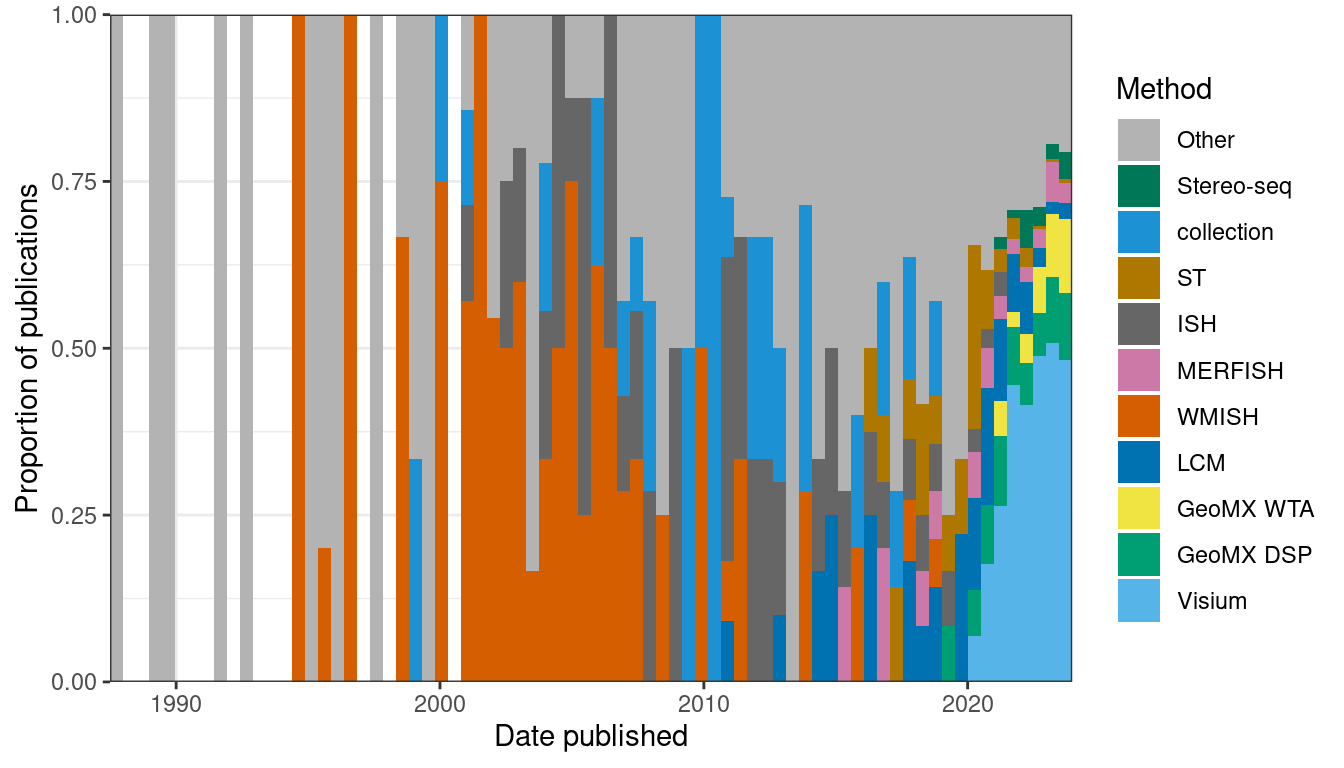 1.00
0.75
0.50
0.25
0.00
Proportion of publications
1990
2000
2010
2020
Date published
Method
Other
Stereo-seq
collection
ST
ISH
MERFISH
WMISH
LCM
GeoMX WTA
GeoMX DSP
Visium